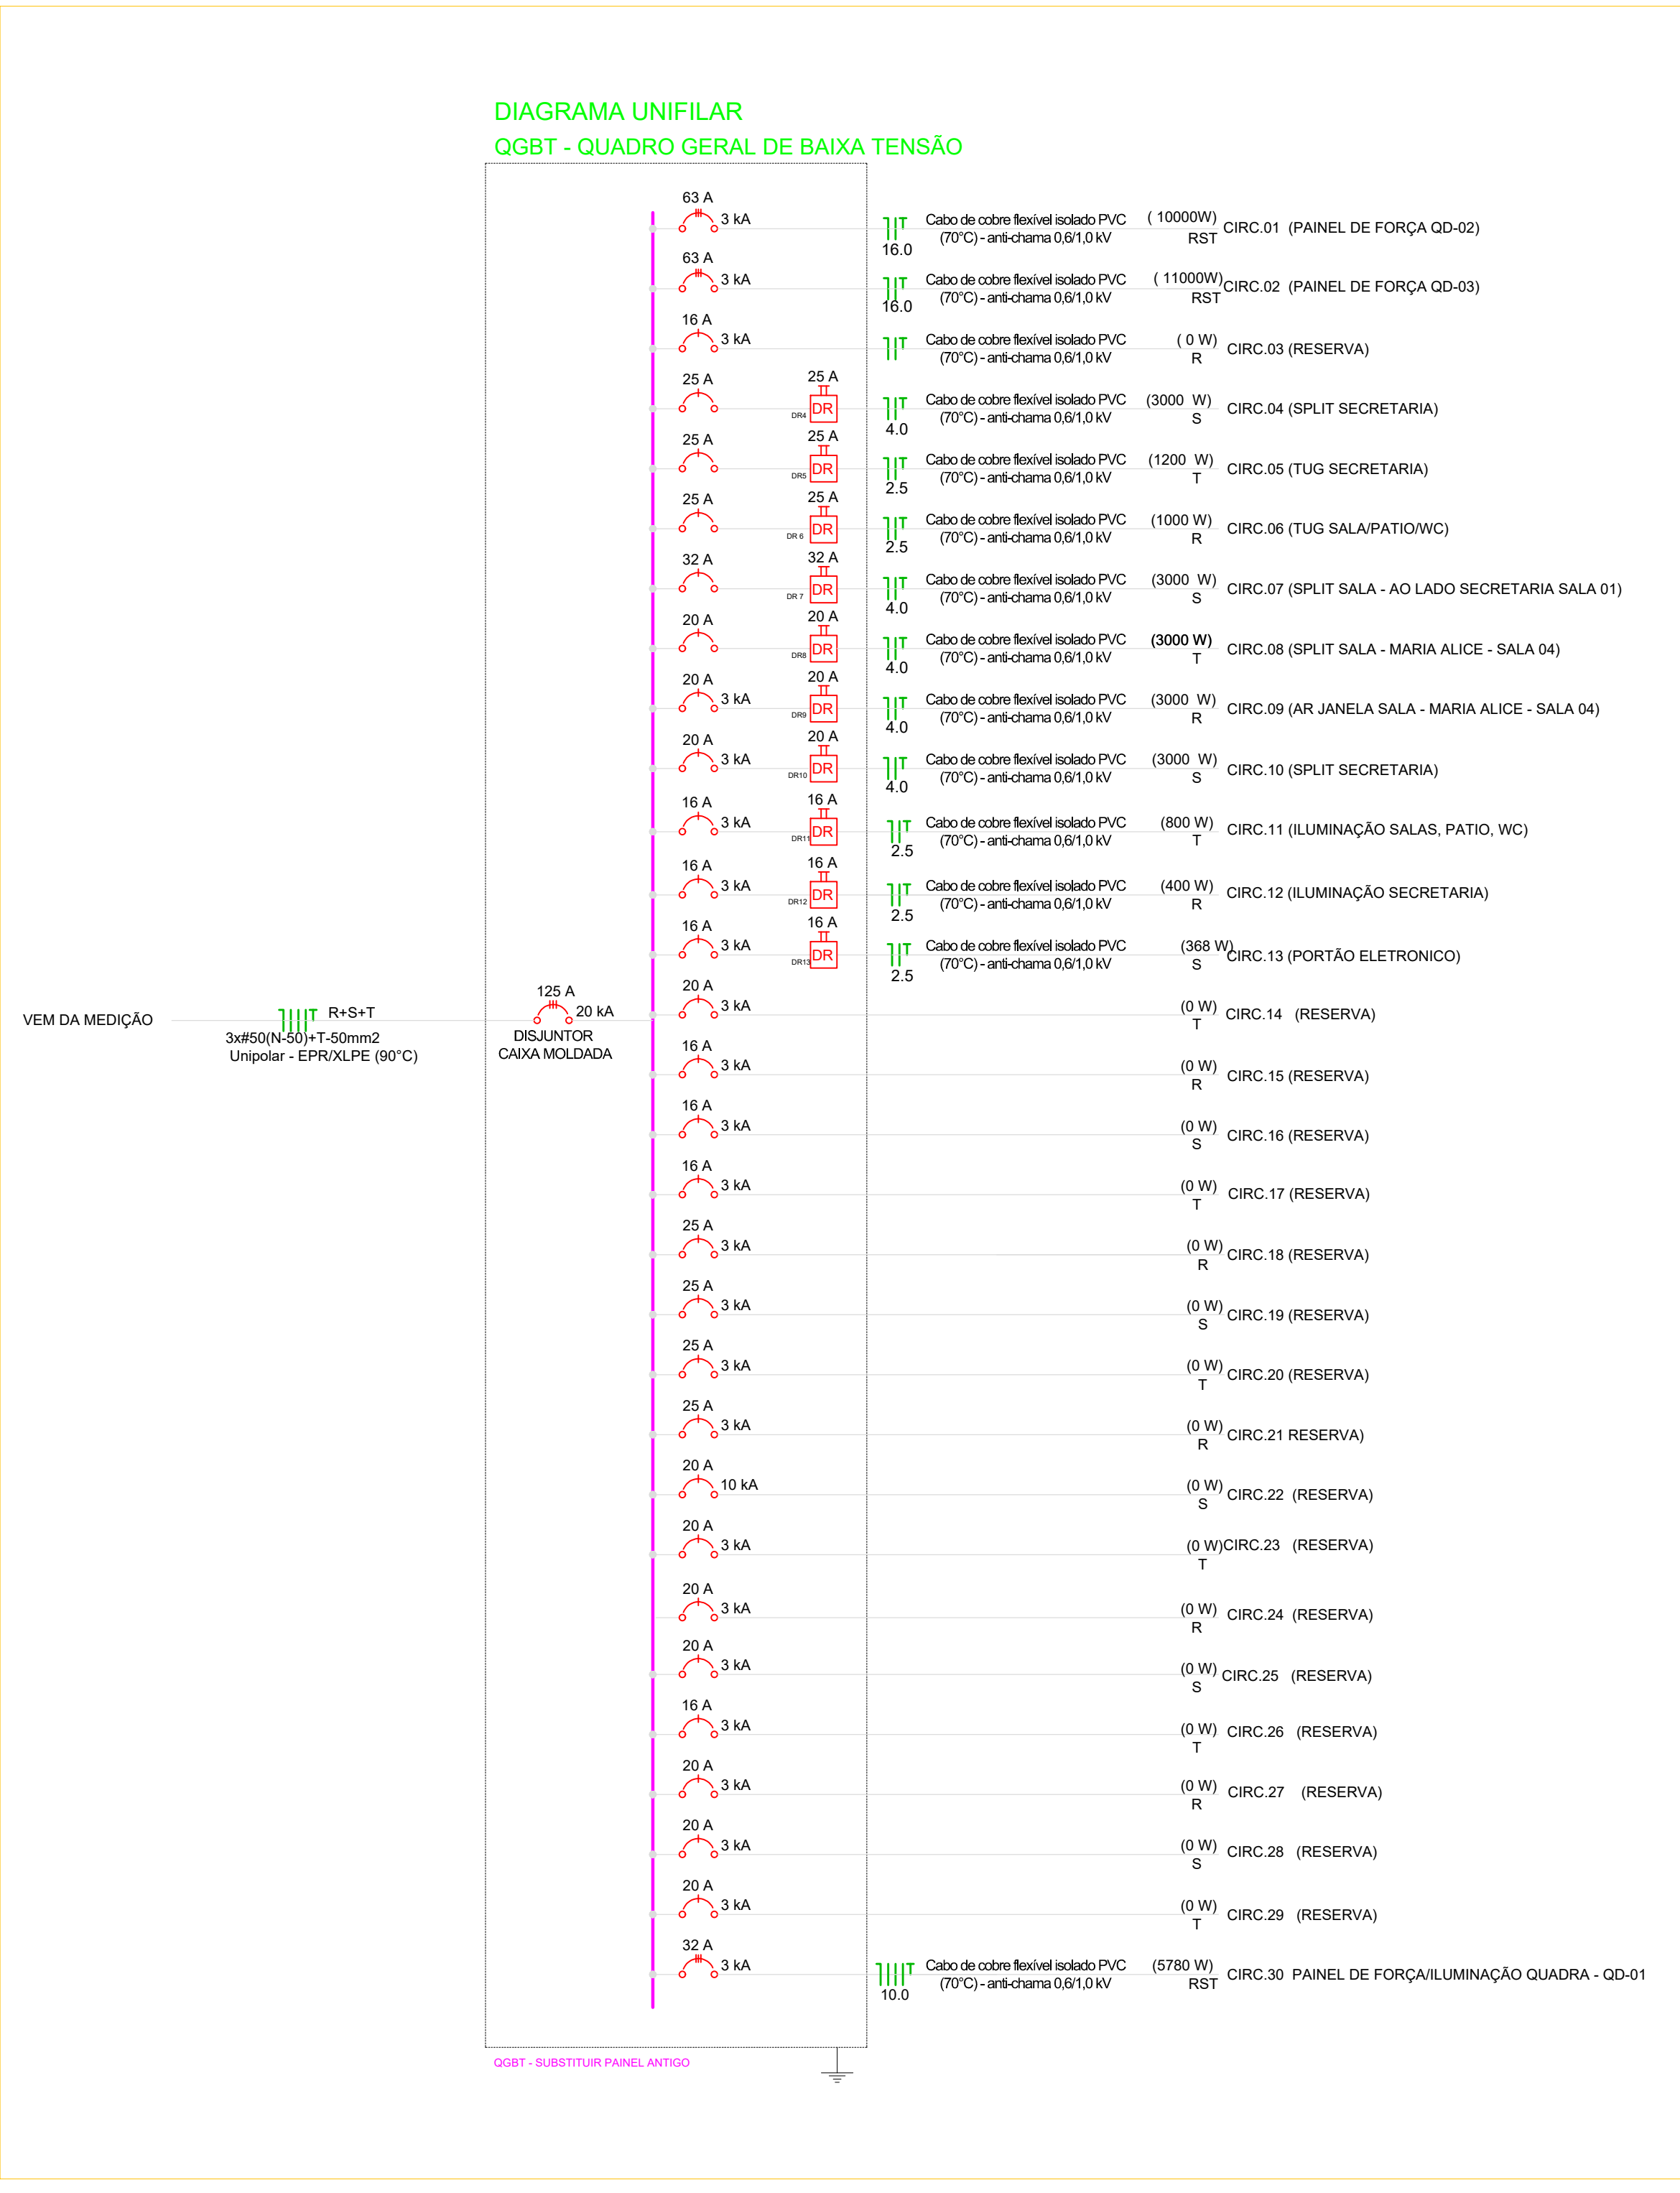 DIAGRAMA UNIFILAR
QGBT - QUADRO GERAL DE BAIXA TENSÃO
63 A
3 kA
16.0
Cabo de cobre flexível isolado PVC
(70°C) - anti-chama 0,6/1,0 kV
( 10000W)
RST
CIRC.01 (PAINEL DE FORÇA QD-02)
63 A
3 kA
16.0
Cabo de cobre flexível isolado PVC
(70°C) - anti-chama 0,6/1,0 kV
( 11000W)
RST
CIRC.02 (PAINEL DE FORÇA QD-03)
16 A
3 kA
Cabo de cobre flexível isolado PVC
(70°C) - anti-chama 0,6/1,0 kV
( 0 W)
R
CIRC.03 (RESERVA)
25 A
25 A
DR4
DR
4.0
Cabo de cobre flexível isolado PVC
(70°C) - anti-chama 0,6/1,0 kV
(3000 W)
S
CIRC.04 (SPLIT SECRETARIA)
25 A
25 A
DR5
DR
2.5
Cabo de cobre flexível isolado PVC
(70°C) - anti-chama 0,6/1,0 kV
(1200 W)
T
CIRC.05 (TUG SECRETARIA)
25 A
25 A
DR 6
DR
2.5
Cabo de cobre flexível isolado PVC
(70°C) - anti-chama 0,6/1,0 kV
(1000 W)
R
CIRC.06 (TUG SALA/PATIO/WC)
32 A
32 A
DR 7
DR
4.0
Cabo de cobre flexível isolado PVC
(70°C) - anti-chama 0,6/1,0 kV
(3000 W)
S
CIRC.07 (SPLIT SALA - AO LADO SECRETARIA SALA 01)
20 A
20 A
DR8
DR
4.0
Cabo de cobre flexível isolado PVC
(70°C) - anti-chama 0,6/1,0 kV
(3000 W)
T
CIRC.08 (SPLIT SALA - MARIA ALICE - SALA 04)
20 A
3 kA
20 A
DR9
DR
4.0
Cabo de cobre flexível isolado PVC
(70°C) - anti-chama 0,6/1,0 kV
(3000 W)
R
CIRC.09 (AR JANELA SALA - MARIA ALICE - SALA 04)
20 A
3 kA
20 A
DR10
DR
4.0
Cabo de cobre flexível isolado PVC
(70°C) - anti-chama 0,6/1,0 kV
(3000 W)
S
CIRC.10 (SPLIT SECRETARIA)
16 A
3 kA
16 A
DR11
DR
2.5
Cabo de cobre flexível isolado PVC
(70°C) - anti-chama 0,6/1,0 kV
(800 W)
T
CIRC.11 (ILUMINAÇÃO SALAS, PATIO, WC)
16 A
3 kA
16 A
DR12
DR
2.5
Cabo de cobre flexível isolado PVC
(70°C) - anti-chama 0,6/1,0 kV
(400 W)
R
CIRC.12 (ILUMINAÇÃO SECRETARIA)
16 A
3 kA
16 A
DR13
DR
2.5
Cabo de cobre flexível isolado PVC
(70°C) - anti-chama 0,6/1,0 kV
(368 W)
S
CIRC.13 (PORTÃO ELETRONICO)
VEM DA MEDIÇÃO
R+S+T
3x#50(N-50)+T-50mm2
Unipolar - EPR/XLPE (90°C)
125 A
20 kA
DISJUNTOR
CAIXA MOLDADA
20 A
3 kA
(0 W)
T
CIRC.14 (RESERVA)
16 A
3 kA
(0 W)
R
CIRC.15 (RESERVA)
16 A
3 kA
(0 W)
S
CIRC.16 (RESERVA)
16 A
3 kA
(0 W)
T
CIRC.17 (RESERVA)
25 A
3 kA
(0 W)
R
CIRC.18 (RESERVA)
25 A
3 kA
(0 W)
S
CIRC.19 (RESERVA)
25 A
3 kA
(0 W)
T
CIRC.20 (RESERVA)
25 A
3 kA
(0 W)
R
CIRC.21 RESERVA)
20 A
10 kA
(0 W)
S
CIRC.22 (RESERVA)
20 A
3 kA
(0 W)
T
CIRC.23 (RESERVA)
20 A
3 kA
(0 W)
R
CIRC.24 (RESERVA)
20 A
3 kA
(0 W)
S
CIRC.25 (RESERVA)
16 A
3 kA
(0 W)
T
CIRC.26 (RESERVA)
20 A
3 kA
(0 W)
R
CIRC.27 (RESERVA)
20 A
3 kA
(0 W)
S
CIRC.28 (RESERVA)
20 A
3 kA
(0 W)
T
CIRC.29 (RESERVA)
32 A
3 kA
10.0
Cabo de cobre flexível isolado PVC
(70°C) - anti-chama 0,6/1,0 kV
(5780 W)
RST
CIRC.30 PAINEL DE FORÇA/ILUMINAÇÃO QUADRA - QD-01
QGBT - SUBSTITUIR PAINEL ANTIGO